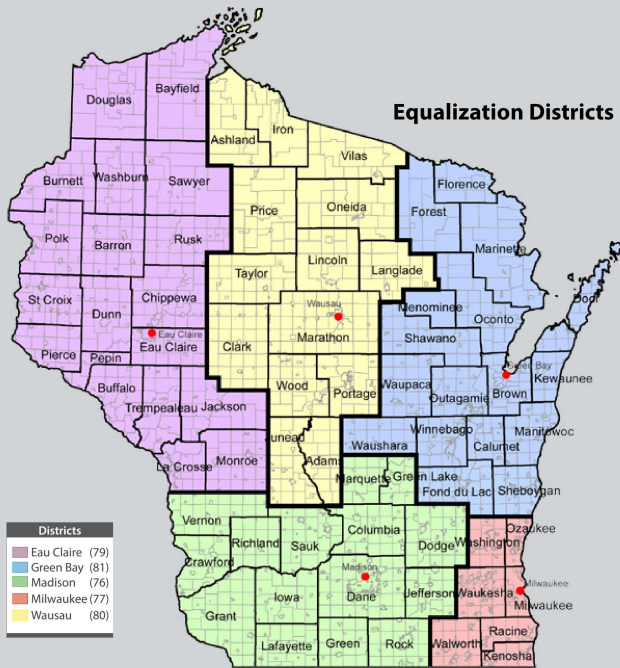 Equalization Districts
Bayfield
Douglas
Iron
Ashland
Vilas
Burnett
Washburn
Sawyer
Florence
Price
Oneida
Forest
Polk
Barron
Rusk
Marinette
Lincoln
Taylor
Langlade
St Croix
Chippewa
Dunn
Wausau
Menominee
Door
Oconto
Eau Claire
Eau Claire
Marathon
Clark
Shawano
Pierce
Pepin
Green Bay
Buffalo
Wood
Portage
Waupaca
Kewaunee
Outagamie
Brown
Trempealeau
Jackson
Winnebago
Manitowoc
unead
Adams
Waushara
Calumet
La Crosse
Monroe
Marquette
Green Lake
Fond du Lac
Sheboygan
Vernon
Columbia
Ozaukee
Richland
Sauk
Dodge
Washington
Crawford
Madison
Milwaukee
Iowa
Dane
Jefferson
Waukesha
Milwaukee
Grant
Lafayette
Green
Rock
Walworth
Racine
Kenosha
Districts
Eau Claire (79)
Green Bay (81)
Madison (76)
Milwaukee (77)
Wausau (80)